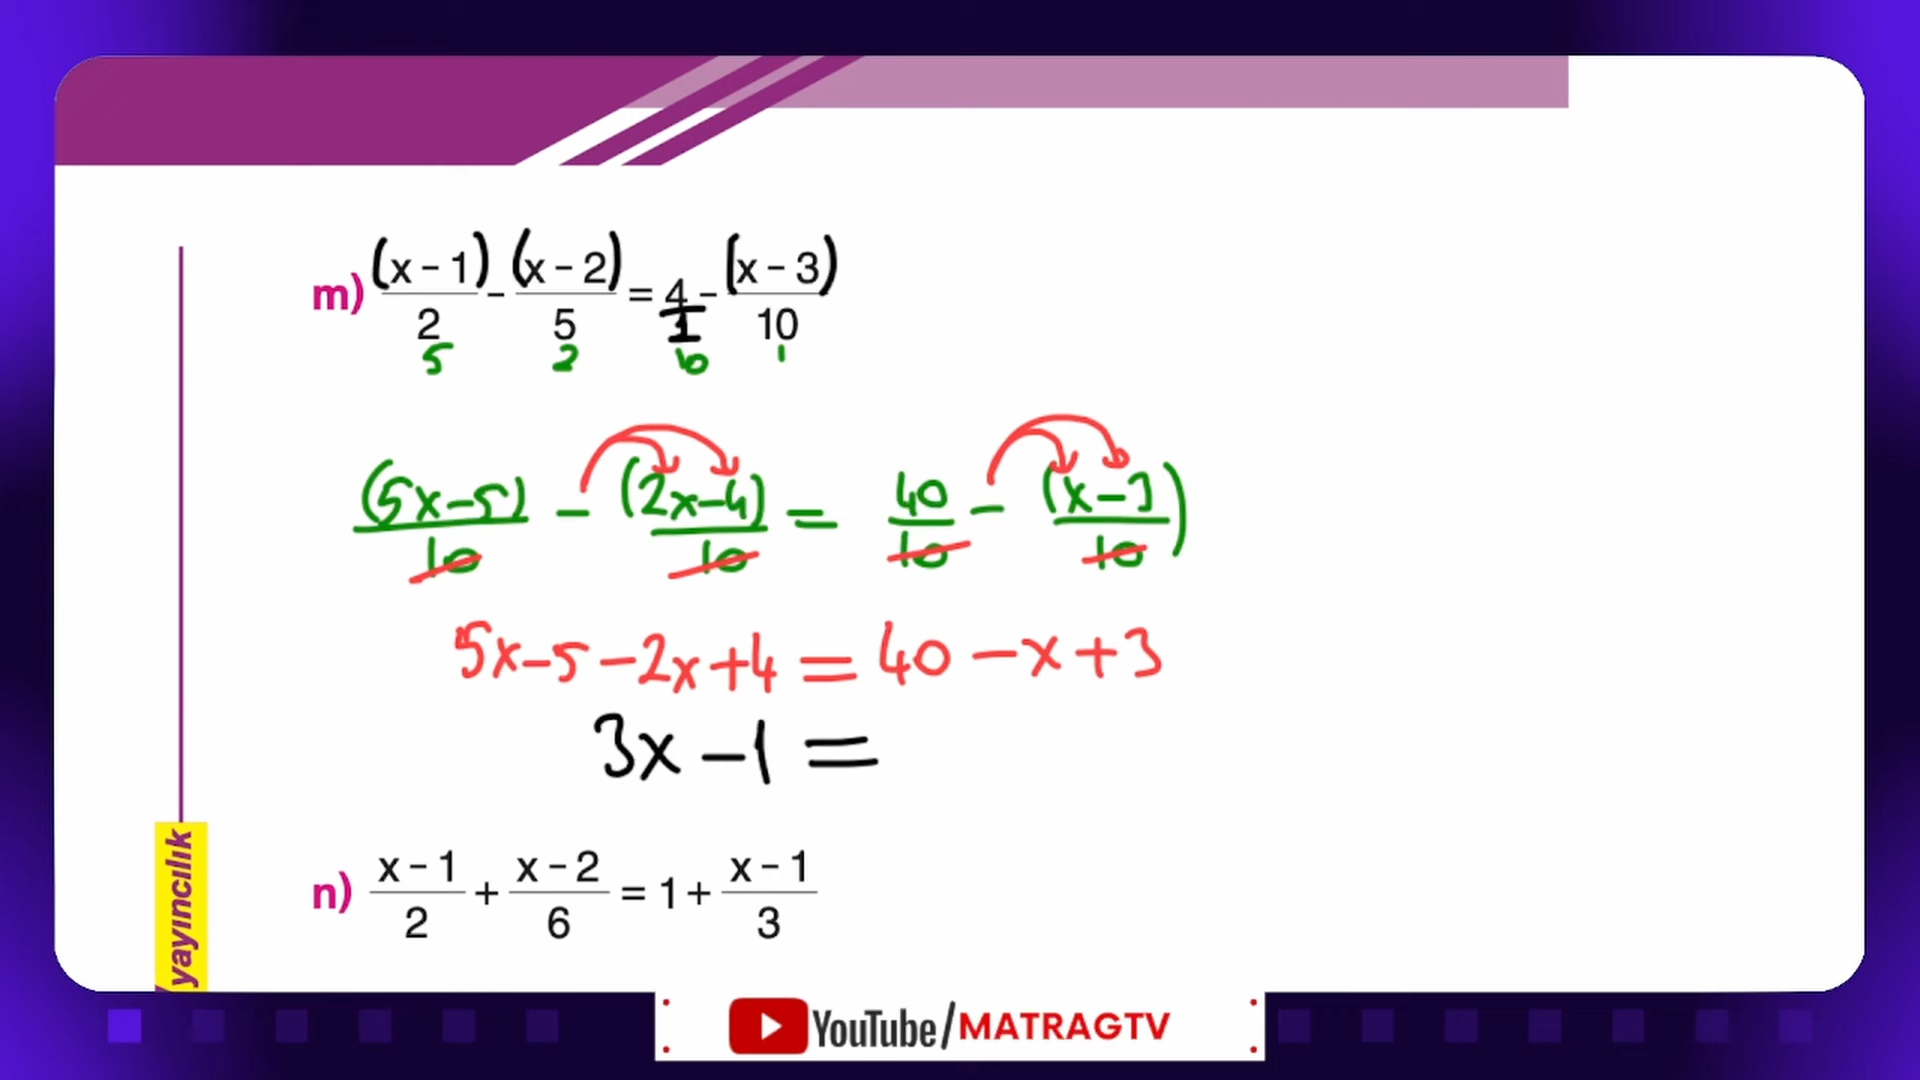 m) (x – 1)/2 – (x – 2)/5 = 4/1 – (x – 3)/10
5 2 10 1
(5x–5)/10 – (2x–4)/10 = 40/10 – (x–3)/10)
5x–5–2x+4 = 40–x+3
3x–1=
n) x – 1/2 + x – 2/6 = 1 + x – 1/3
yayıncılık
YouTube/MATRAGTV